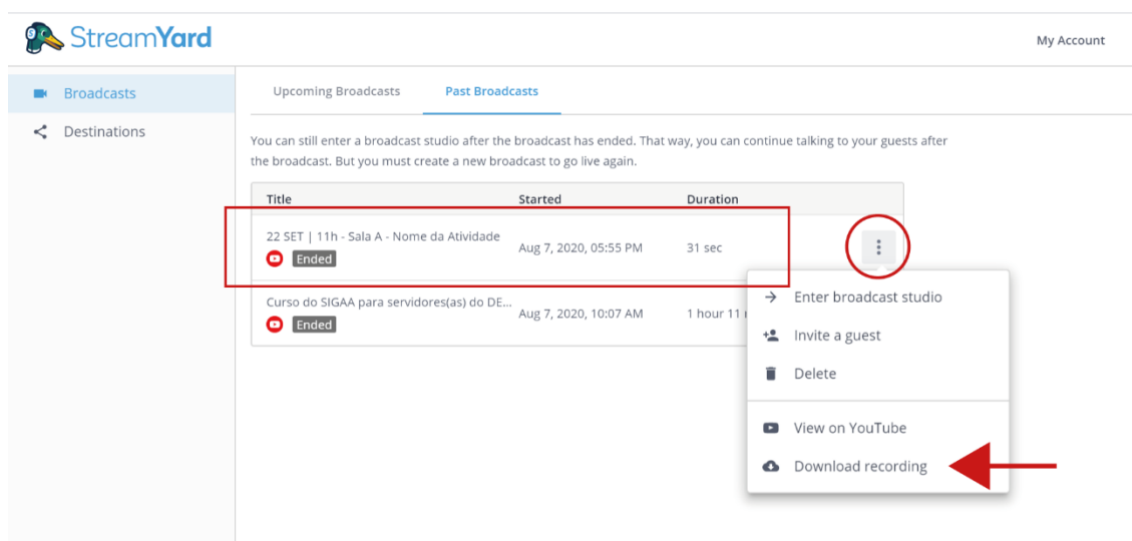 StreamYard
My Account
Broadcasts
Destinations
Upcoming Broadcasts Past Broadcasts
You can still enter a broadcast studio after the broadcast has ended. That way, you can continue talking to your guests after
the broadcast. But you must create a new broadcast to go live again.
Title Started Duration
22 SET | 11h - Sala A - Nome da Atividade
Aug 7, 2020, 05:55 PM 31 sec
Ended
Curso do SIGAA para servidores(as) do DE...
Aug 7, 2020, 10:07 AM 1 hour 11
Ended
Enter broadcast studio
Invite a guest
Delete
View on YouTube
Download recording